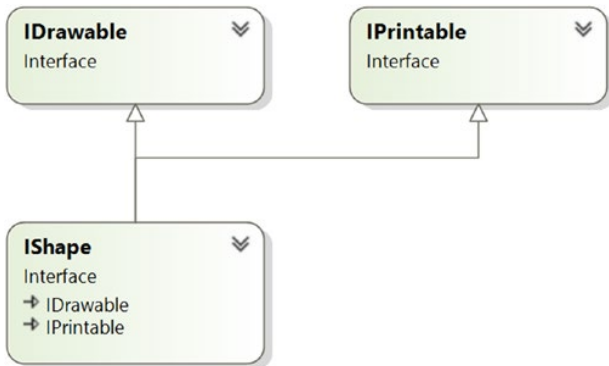 IDrawable
Interface
IPrintable
Interface
IShape
Interface
IDrawable
IPrintable